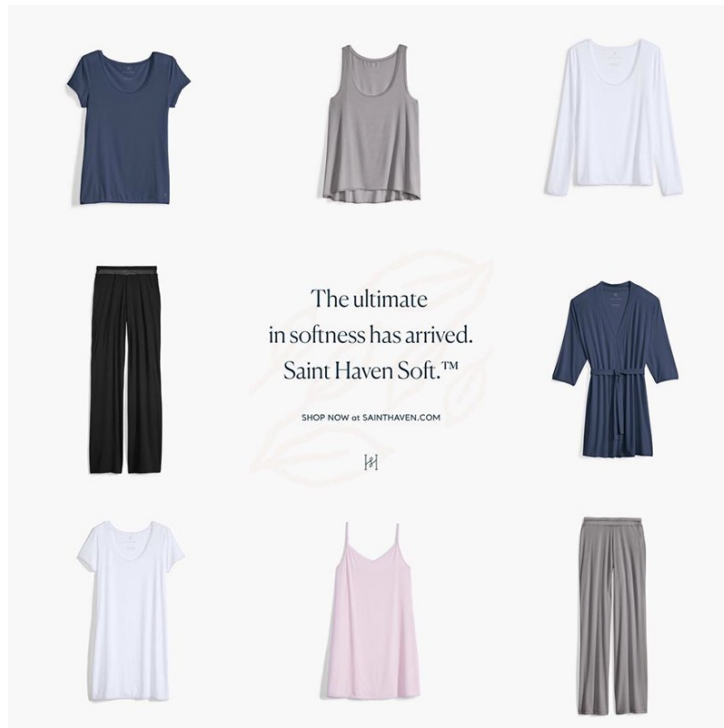 The ultimate
in softness has arrived.
Saint Haven Soft.™
SHOP NOW at SAINTHAVEN.COM